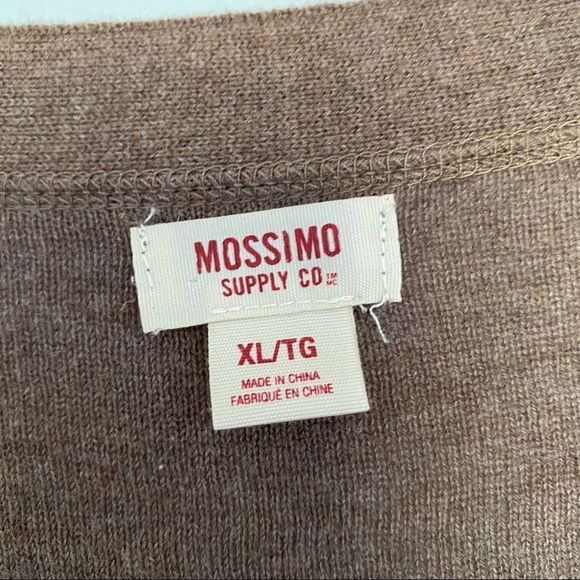 MOSSIMO
SUPPLY CO ™ MC
XL/TG
MADE IN CHINA
FABRIQUÉ EN CHINE